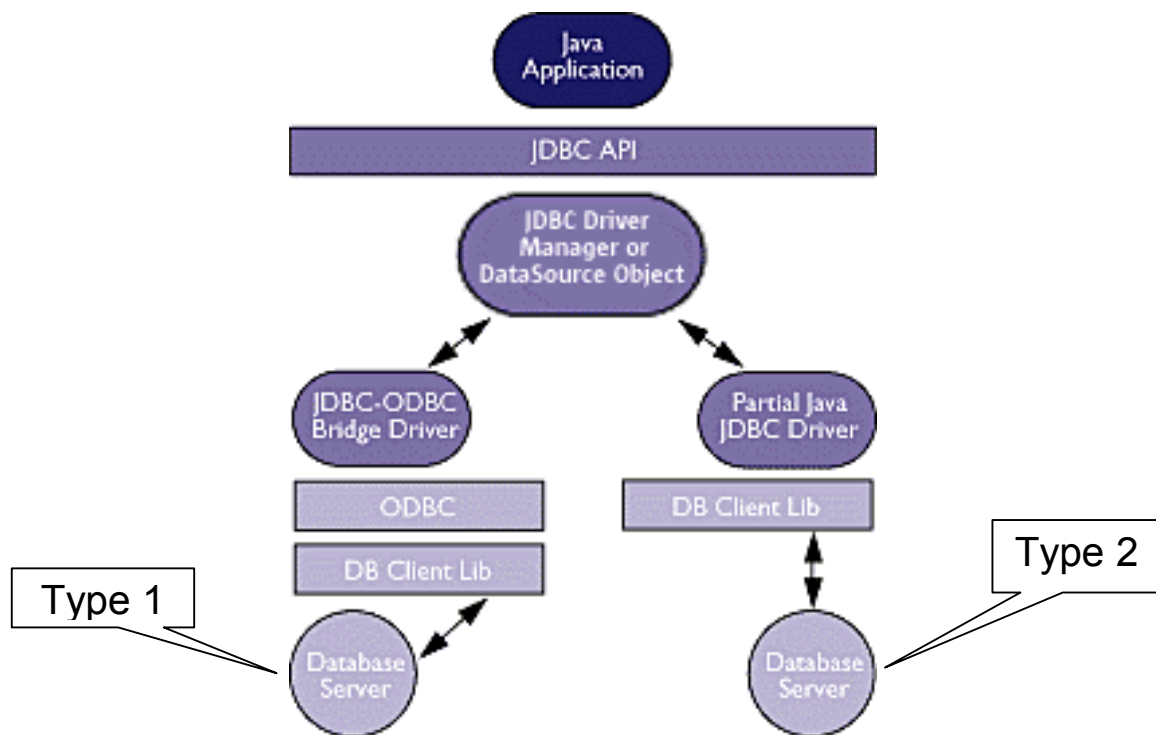 Java
Application
JDBC API
JDBC Driver
Manager or
DataSource Object
JDBC-ODBC
Bridge Driver
Partial Java
JDBC Driver
ODBC
DB Client Lib
DB Client Lib
Type 1
Type 2
Database
Server
Database
Server